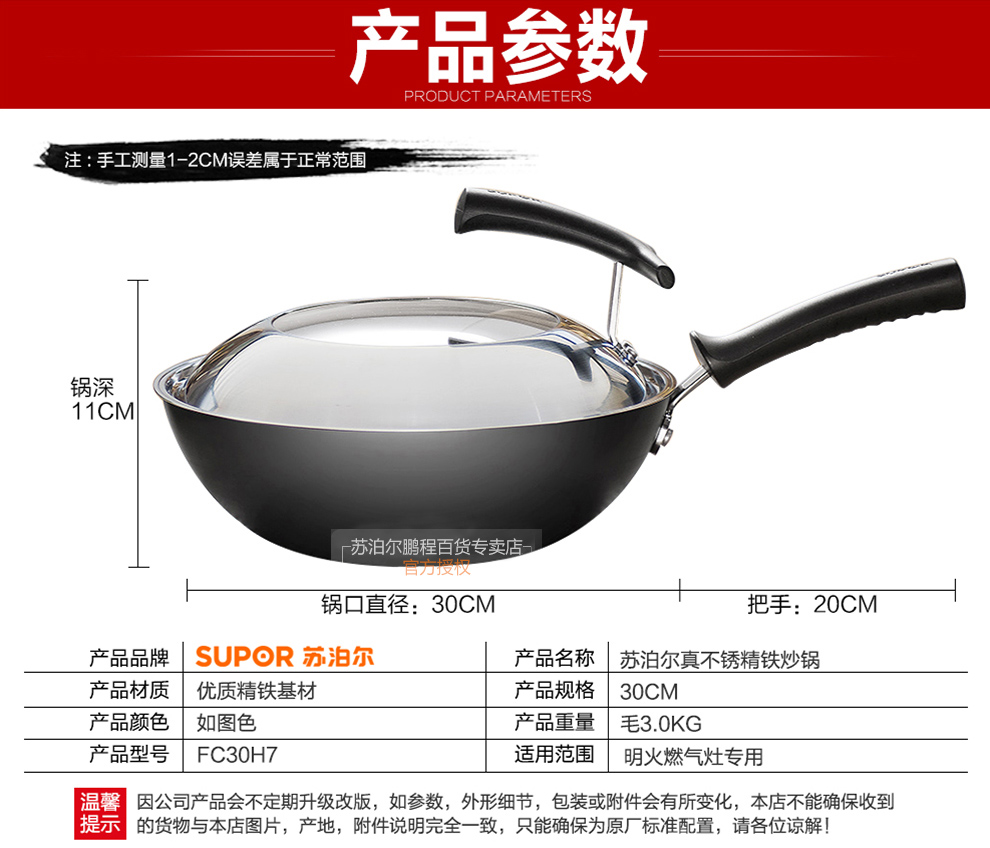 产品参数
PRODUCT PARAMETERS
注：手工测量1-2CM误差属于正常范围
SUPOR
锅深
11CM
苏泊尔鹏程百货专卖店
官方授权
锅口直径：30CM
把手：20CM
产品品牌 SUPOR 苏泊尔 产品名称 苏泊尔真不锈精铁炒锅
产品材质 优质精铁基材 产品规格 30CM
产品颜色 如图色 产品重量 毛3.0KG
产品型号 FC30H7 适用范围 明火燃气灶专用
温馨 因公司产品会不定期升级改版，如参数，外形细节，包装或附件会有所变化，本店不能确保收到
提示 的货物与本店图片，产地，附件说明完全一致，只能确保为原厂标准配置，请各位谅解！